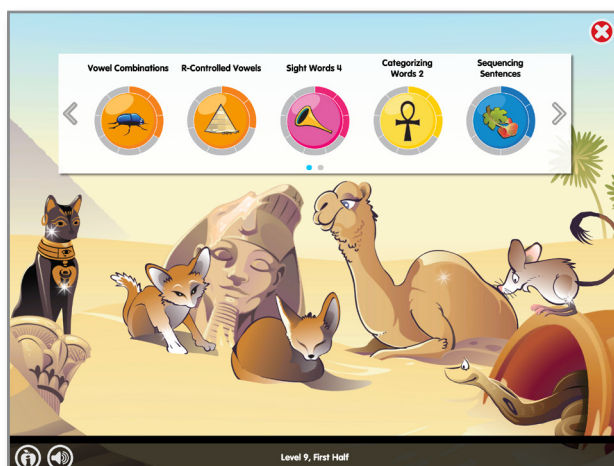 Vowel Combinations
R-Controlled Vowels
Sight Words 4
Categorizing
Words 2
Sequencing
Sentences
Level 9, First Half